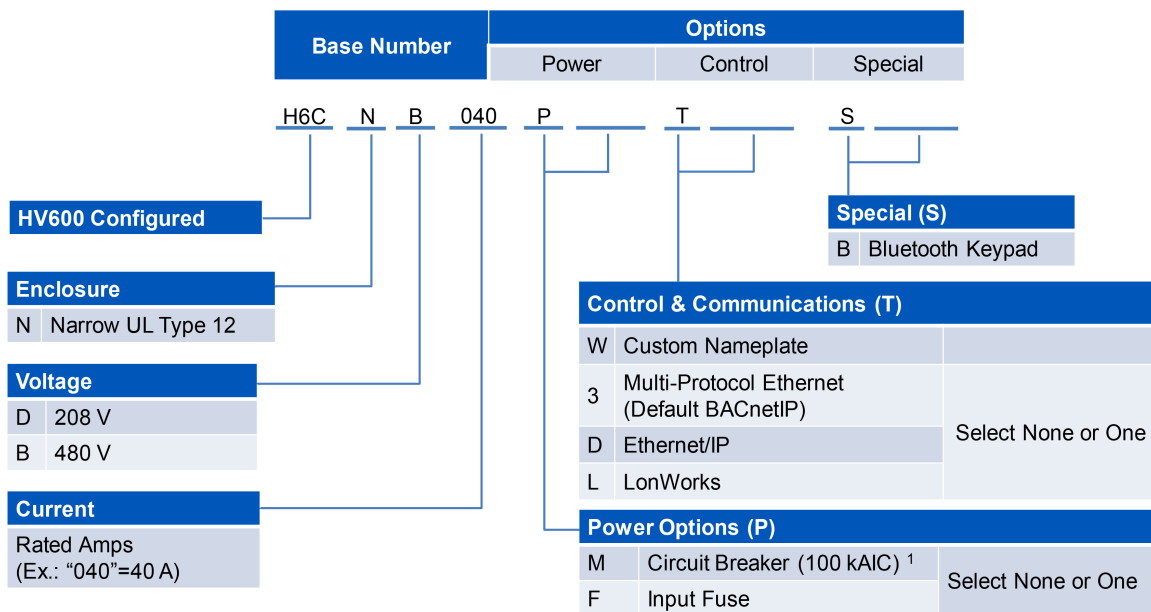 Base Number
Options
Power Control Special
H6C N B 040 P T S
HV600 Configured
Special (S)
B Bluetooth Keypad
Enclosure
N Narrow UL Type 12
Control & Communications (T)
W Custom Nameplate
3 Multi-Protocol Ethernet
(Default BACnetIP)
D Ethernet/IP
L LonWorks
Select None or One
Voltage
D 208 V
B 480 V
Current
Rated Amps
(Ex.: “040”=40 A)
Power Options (P)
M Circuit Breaker (100 kAIC) 1
F Input Fuse
Select None or One